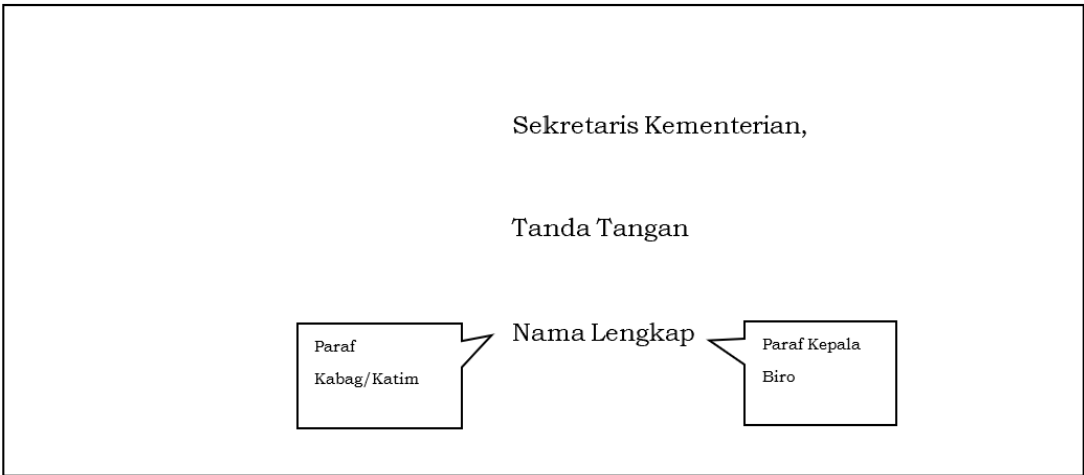 Sekretaris Kementerian,
Tanda Tangan
Nama Lengkap
Paraf
Kabag/Katim
Paraf Kepala
Biro